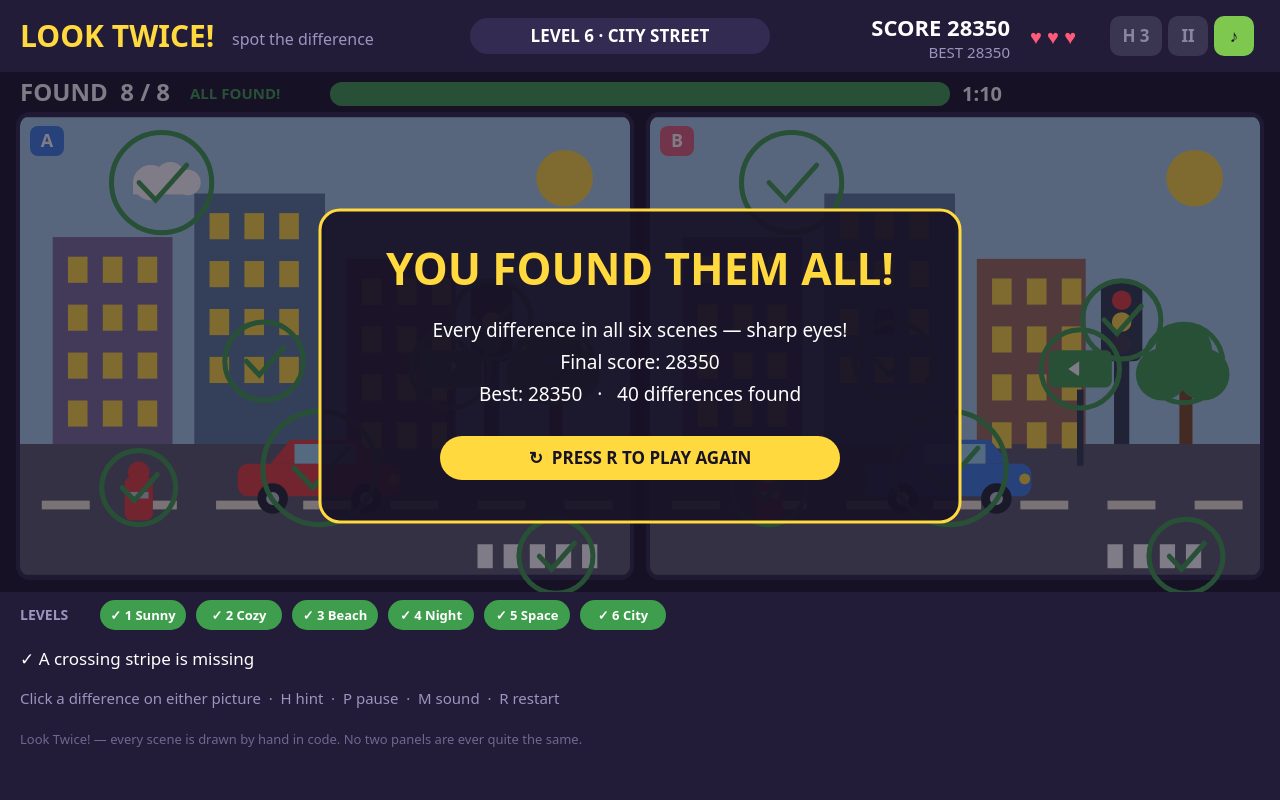 LOOK TWICE! spot the difference
LEVEL 6 · CITY STREET
SCORE 28350
BEST 28350
♥ ♥ ♥
H 3
II
♪
FOUND 8 / 8 ALL FOUND!
1:10
A
B
YOU FOUND THEM ALL!
Every difference in all six scenes — sharp eyes!
Final score: 28350
Best: 28350 · 40 differences found
↻ PRESS R TO PLAY AGAIN
LEVELS ✓ 1 Sunny ✓ 2 Cozy ✓ 3 Beach ✓ 4 Night ✓ 5 Space ✓ 6 City
✓ A crossing stripe is missing
Click a difference on either picture · H hint · P pause · M sound · R restart
Look Twice! — every scene is drawn by hand in code. No two panels are ever quite the same.